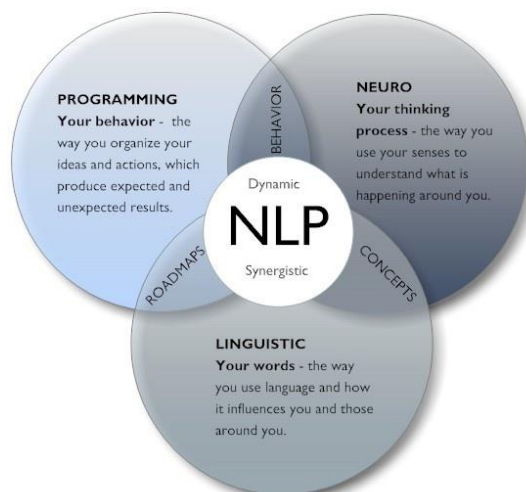 PROGRAMMING
Your behavior - the
way you organize your
ideas and actions, which
produce expected and
unexpected results.
BEHAVIOR
NEURO
Your thinking
process - the way you
use your senses to
understand what is
happening around you.
Dynamic
NLP
Synergistic
ROADMAPS
CONCEPTS
LINGUISTIC
Your words - the way
you use language and how
it influences you and those
around you.